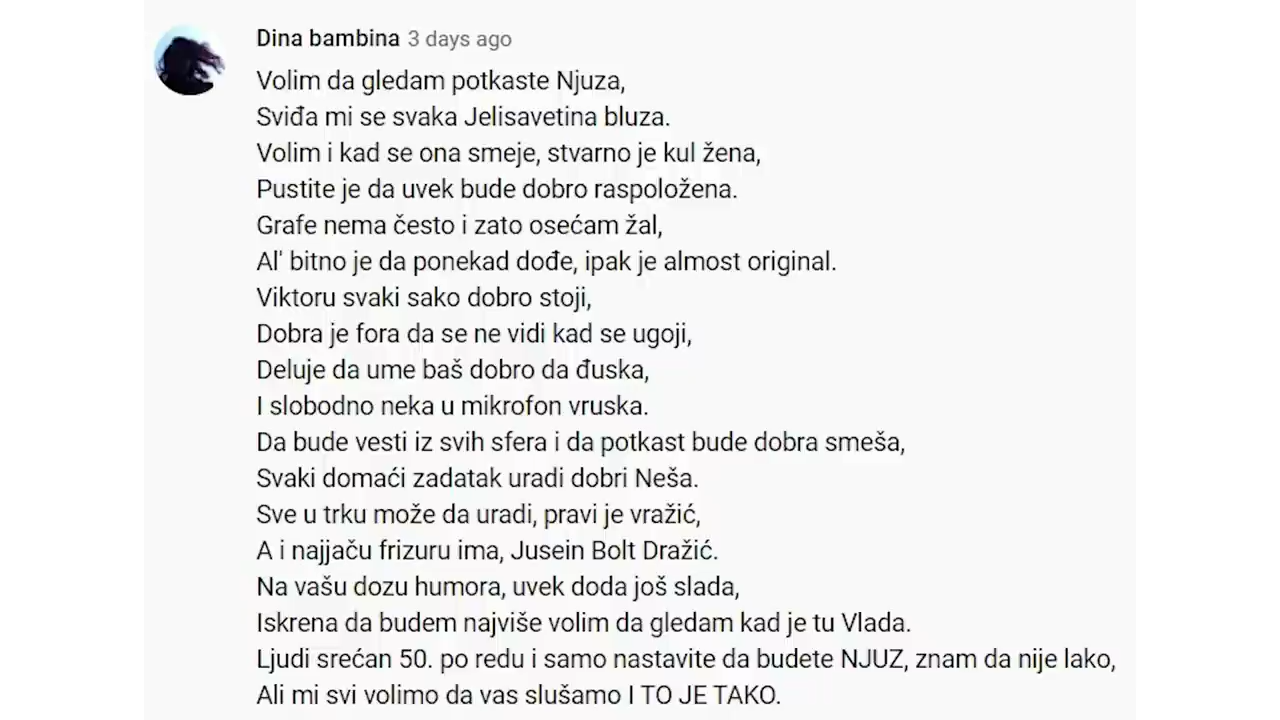 Dina bambina 3 days ago
Volim da gledam potkaste Njuza,
Sviđa mi se svaka Jelisavetina bluza.
Volim i kad se ona smeje, stvarno je kul žena,
Pustite je da uvek bude dobro raspoložena.
Grafe nema često i zato osećam žal,
Al' bitno je da ponekad dođe, ipak je almost original.
Viktoru svaki sako dobro stoji,
Dobra je fora da se ne vidi kad se ugoji,
Deluje da ume baš dobro da đuska,
I slobodno neka u mikrofon vruska.
Da bude vesti iz svih sfera i da potkast bude dobra smeša,
Svaki domaći zadatak uradi dobri Neša.
Sve u trku može da uradi, pravi je vražić,
A i najjaču frizuru ima, Jusein Bolt Dražić.
Na vašu dozu humora, uvek doda još slada,
Iskrena da budem najviše volim da gledam kad je tu Vlada.
Ljudi srećan 50. po redu i samo nastavite da budete NJUZ, znam da nije lako,
Ali mi svi volimo da vas slušamo I TO JE TAKO.